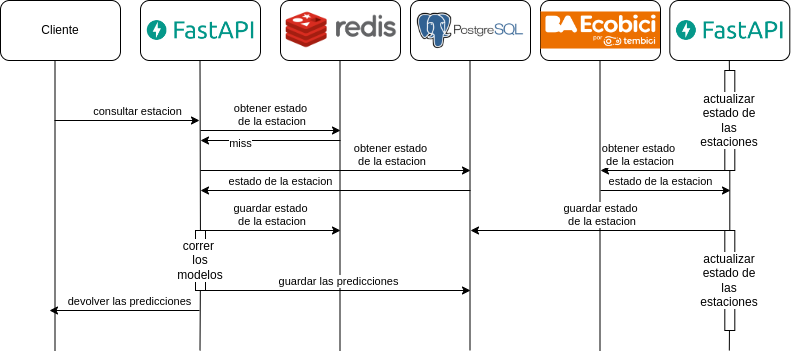 Cliente
FastAPI
redis
PostgreSQL
BA Ecobici
por tembici
FastAPI
actualizar
estado de
las
estaciones
consultar estacion
obtener estado
de la estacion
miss
obtener estado
de la estacion
obtener estado
de la estacion
estado de la estacion
estado de la estacion
guardar estado
de la estacion
guardar estado
de la estacion
correr
los
modelos
actualizar
estado de
las
estaciones
guardar las predicciones
devolver las predicciones